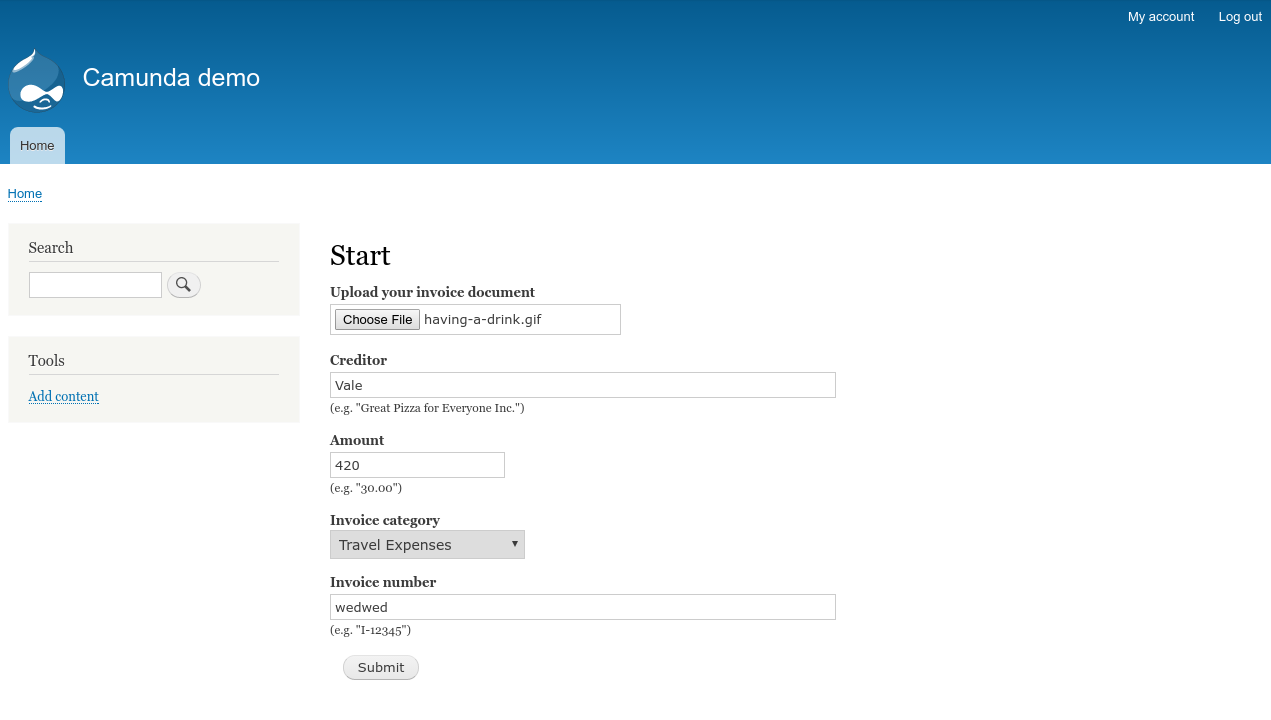 My account Log out
Camunda demo
Home
Home
Search
Tools
Add content
Start
Upload your invoice document
Choose File having-a-drink.gif
Creditor
Vale
(e.g. "Great Pizza for Everyone Inc.")
Amount
420
(e.g. "30.00")
Invoice category
Travel Expenses
Invoice number
wedwed
(e.g. "I-12345")
Submit